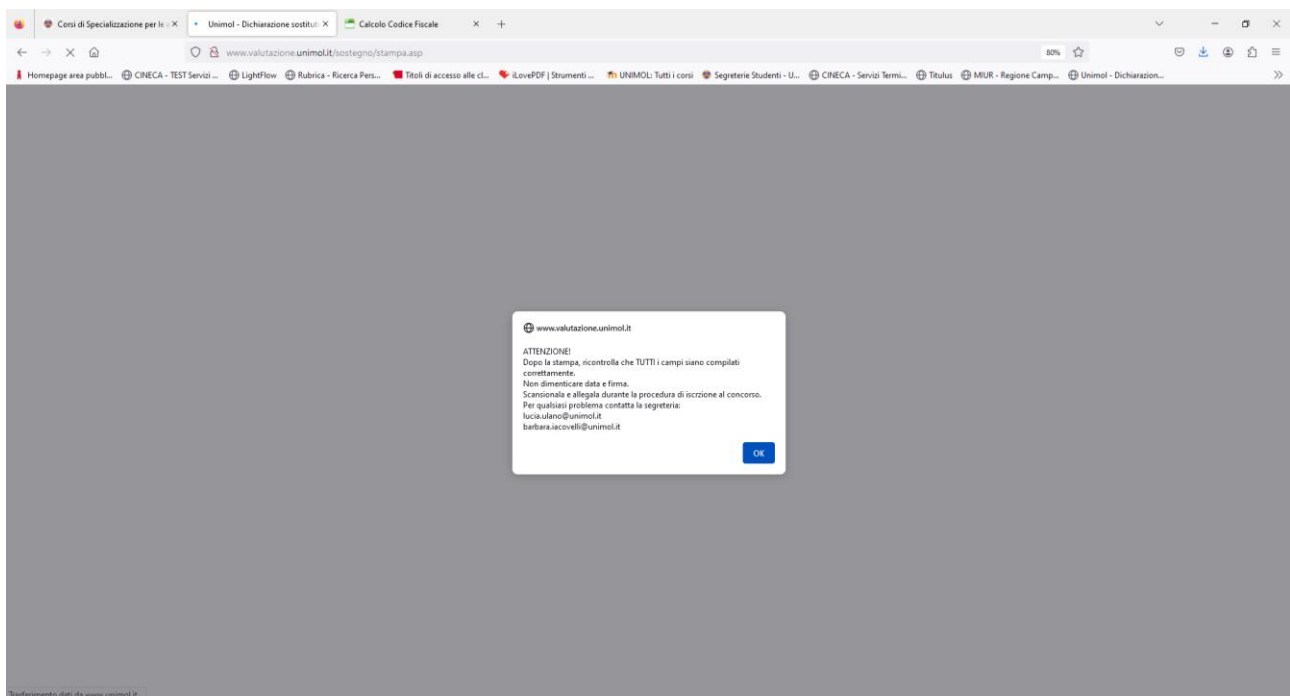 Corsi di Specializzazione per le a
Unimol - Dichiarazione sostituti
Calcolo Codice Fiscale
www.valutazione.unimol.it/sostegno/stampa.asp
80%
Homepage area pubbl...
CINECA - TEST Servizi ...
LightFlow
Rubrica - Ricerca Pers...
Titoli di accesso alle cl...
iLovePDF | Strumenti ...
UNIMOL: Tutti i corsi
Segreterie Studenti - U...
CINECA - Servizi Termi...
Titulus
MIUR - Regione Camp...
Unimol - Dichiarazion...
www.valutazione.unimol.it
ATTENZIONE!
Dopo la stampa, ricontrolla che TUTTI i campi siano compilati
correttamente.
Non dimenticare data e firma.
Scansionala e allegala durante la procedura di iscrzione al concorso.
Per qualsiasi problema contatta la segreteria:
lucia.ulano@unimol.it
barbara.iacovelli@unimol.it
OK
Trasferimento dati da www.unimol.it...